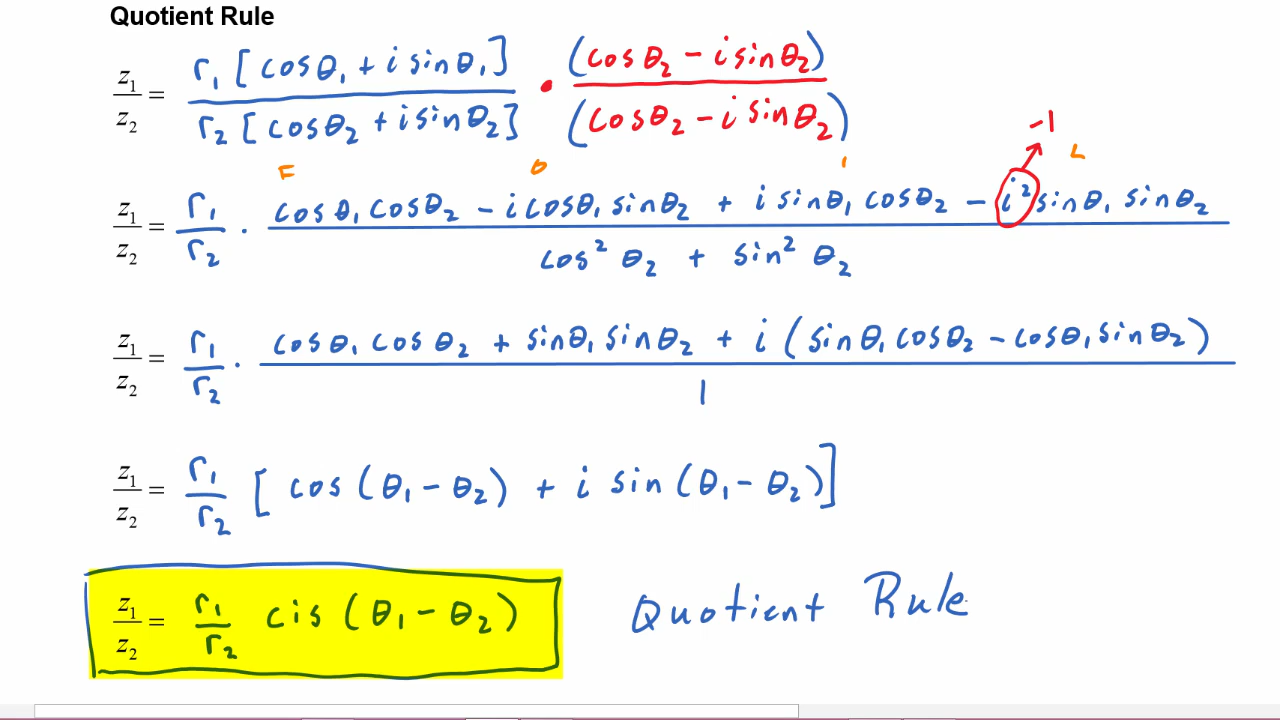 Quotient Rule
z₁/z₂ = r₁[cosθ₁ + i sinθ₁] / r₂[cosθ₂ + i sinθ₂] • (cosθ₂ − i sinθ₂) / (cosθ₂ − i sinθ₂)
-1
F O I L
z₁/z₂ = r₁/r₂ · cosθ₁ cosθ₂ − i cosθ₁ sinθ₂ + i sinθ₁ cosθ₂ − i² sinθ₁ sinθ₂ / cos² θ₂ + sin² θ₂
z₁/z₂ = r₁/r₂ · cosθ₁ cosθ₂ + sinθ₁ sinθ₂ + i (sinθ₁ cosθ₂ − cosθ₁ sinθ₂) / 1
z₁/z₂ = r₁/r₂ [cos (θ₁ − θ₂) + i sin (θ₁ − θ₂)]
z₁/z₂ = r₁/r₂ cis (θ₁ − θ₂) Quotient Rule